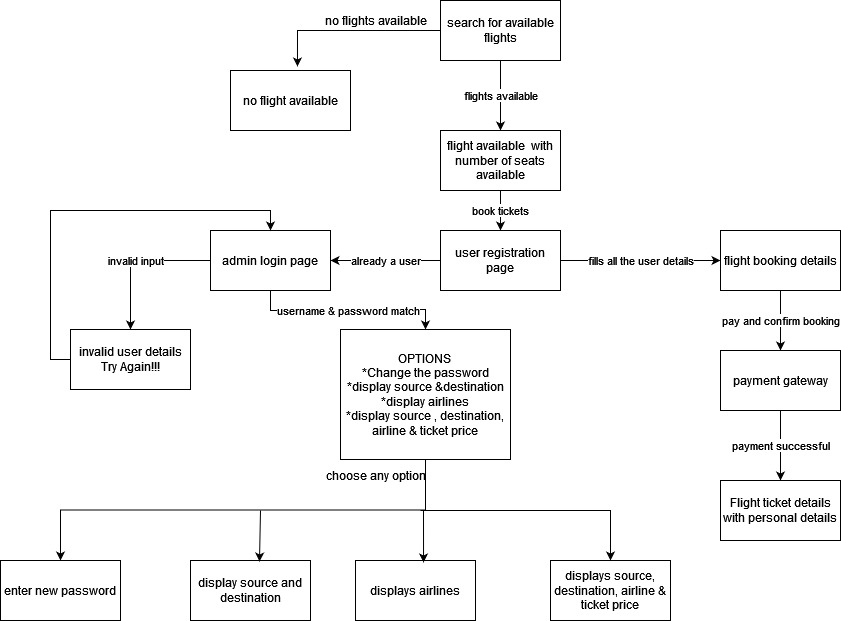 no flights available
search for available
flights
no flight available
flights available
flight available  with
number of seats
available
book tickets
invalid input
admin login page
already a user
user registration
page
fills all the user details
flight booking details
username & password match
pay and confirm booking
invalid user details
Try Again!!!
OPTIONS
*Change the password
*display source &destination
*display airlines
*display source , destination,
airline & ticket price
payment gateway
payment successful
choose any option
Flight ticket details
with personal details
enter new password
display source and
destination
displays airlines
displays source,
destination, airline &
ticket price